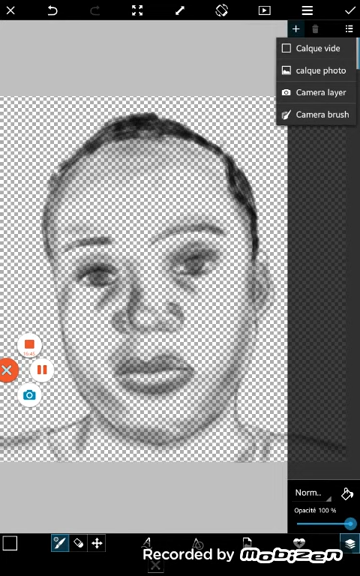 Calque vide
calque photo
Camera layer
Camera brush
Norm..
Opacité 100 %
Recorded by mobizen